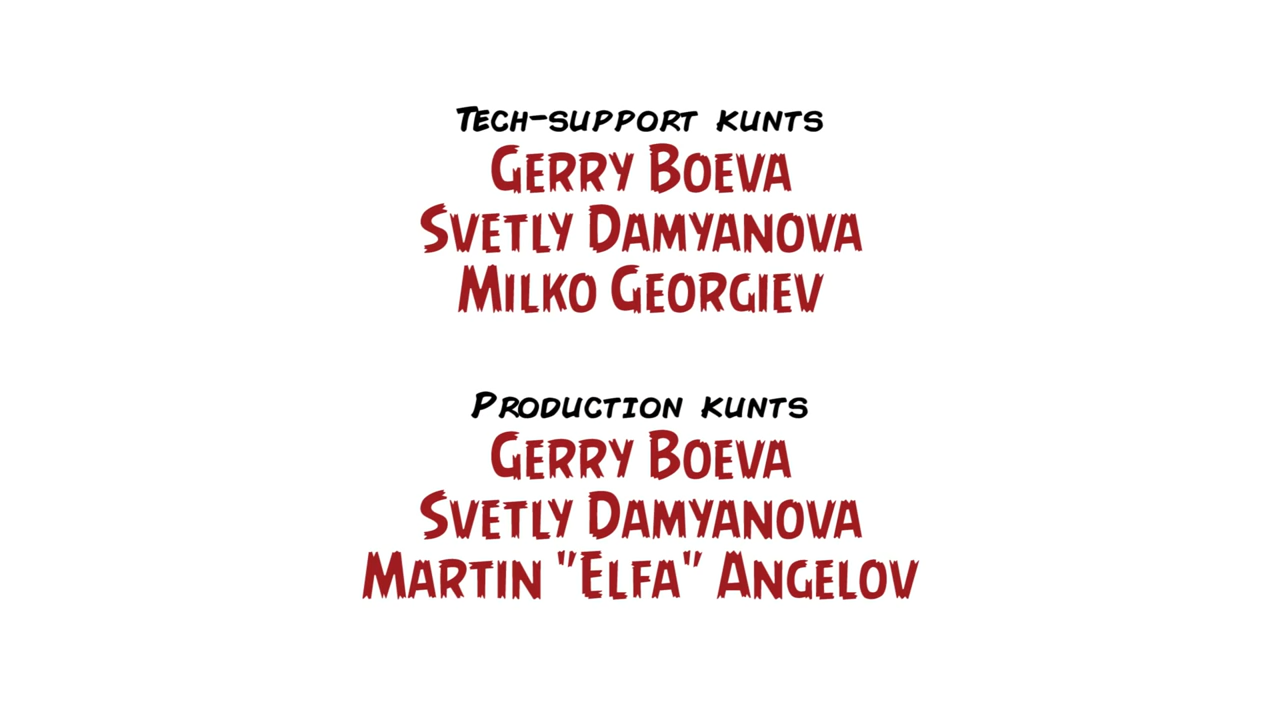 Tech-support kunts
Gerry Boeva
Svetly Damyanova
Milko Georgiev
Production kunts
Gerry Boeva
Svetly Damyanova
Martin "Elfa" Angelov